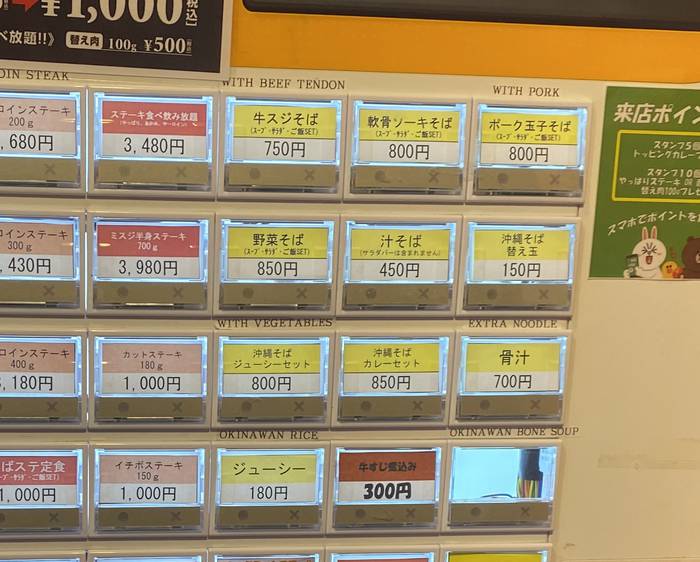 ➡¥1,000
税込
べ放題!!》 替え肉 100g ¥500
OIN STEAK
WITH BEEF TENDON
WITH PORK
ロインステーキ
200g
,680円
ステーキ食べ飲み放題
3,480円
牛スジそば
(スープ・サラダ・ご飯SET)
750円
軟骨ソーキそば
(スープ・サラダ・ご飯SET)
800円
ポーク玉子そば
(スープ・サラダ・ご飯SET)
800円
ロインステーキ
300g
,430円
ミスジ半身ステーキ
700g
3,980円
野菜そば
(スープ・サラダ・ご飯SET)
850円
汁そば
(サラダバーは含まれません)
450円
沖縄そば
替え玉
150円
WITH VEGETABLES
EXTRA NOODLE
ロインステーキ
400g
,180円
カットステーキ
180g
1,000円
沖縄そば
ジューシーセット
800円
沖縄そば
カレーセット
850円
骨汁
700円
OKINAWAN RICE
OKINAWAN BONE SOUP
ばステ定食
(スープ・サラダ・ご飯SET)
1,000円
イチボステーキ
150g
1,000円
ジューシー
180円
牛すじ煮込み
300円
来店ポイン
スタンプ5個
トッピングカレー
スタンプ10個
やっぱりステーキ OR
替え肉100gプレ
スマホでポイントを